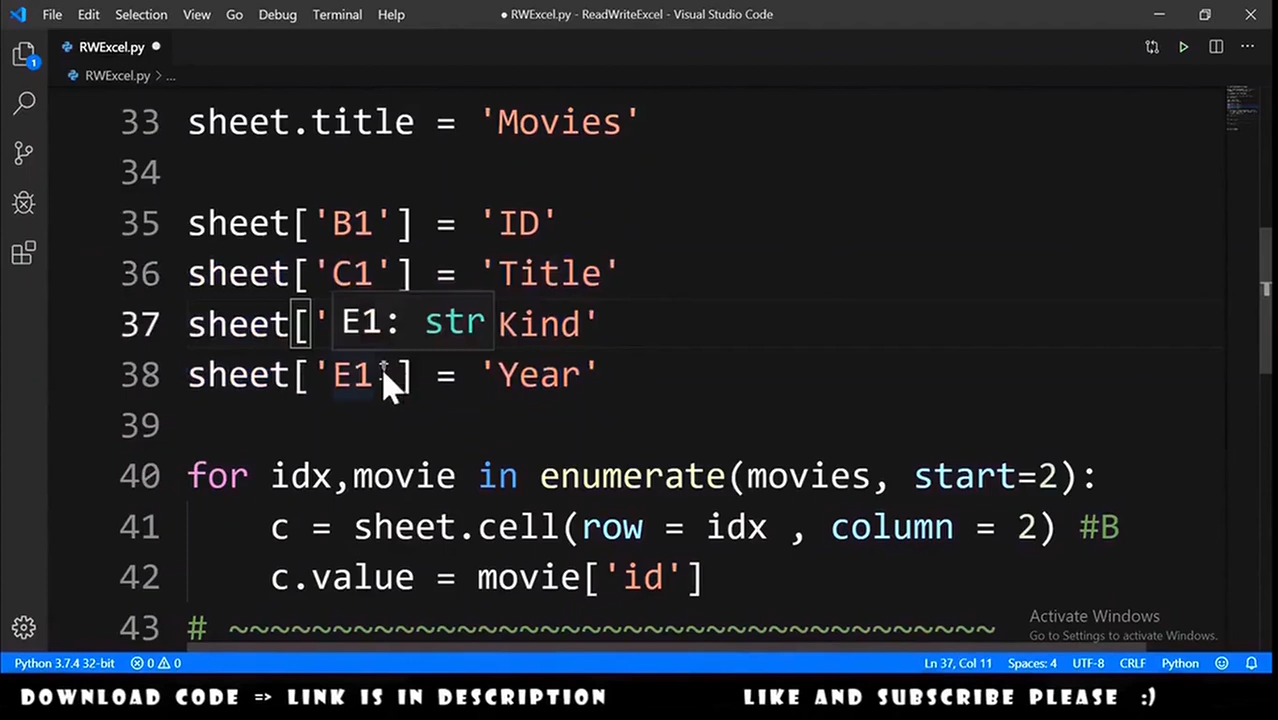 File Edit Selection View Go Debug Terminal Help ● RWExcel.py - ReadWriteExcel - Visual Studio Code
RWExcel.py ●
RWExcel.py > ...
33 sheet.title = 'Movies'
34
35 sheet['B1'] = 'ID'
36 sheet['C1'] = 'Title'
37 sheet[' Kind'
E1: str
38 sheet['E1'] = 'Year'
39
40 for idx,movie in enumerate(movies, start=2):
41 c = sheet.cell(row = idx , column = 2) #B
42 c.value = movie['id']
43 # ~~~~~~~~~~~~~~~~~~~~~~~~~~~~~~~~~~~~~
Activate Windows
Go to Settings to activate Windows.
Python 3.7.4 32-bit 0 0 Ln 37, Col 11 Spaces: 4 UTF-8 CRLF Python
DOWNLOAD CODE => LINK IS IN DESCRIPTION LIKE AND SUBSCRIBE PLEASE :)